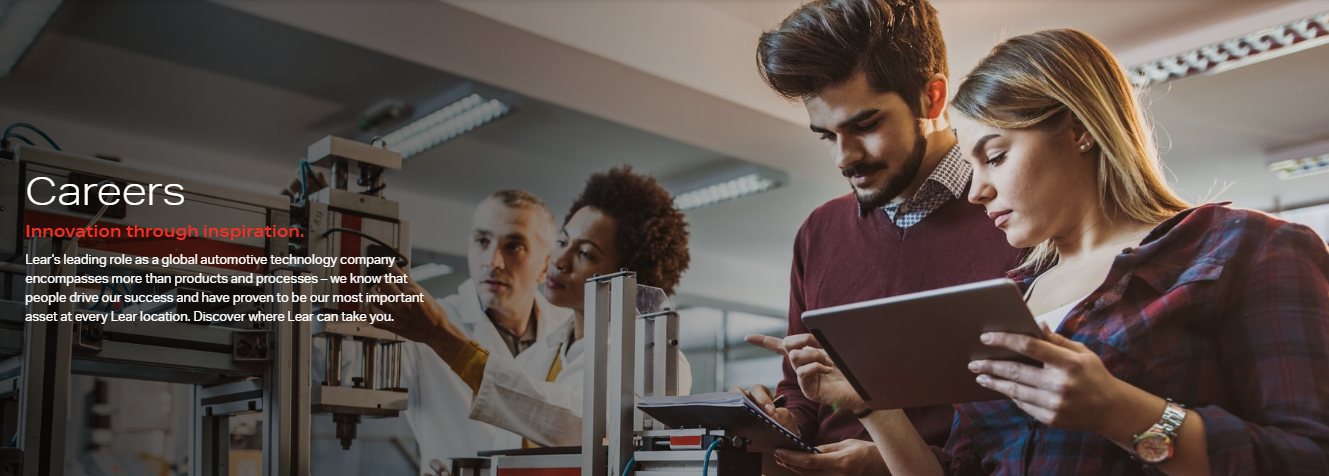 Careers
Innovation through inspiration.
Lear's leading role as a global automotive technology company
encompasses more than products and processes – we know that
people drive our success and have proven to be our most important
asset at every Lear location. Discover where Lear can take you.